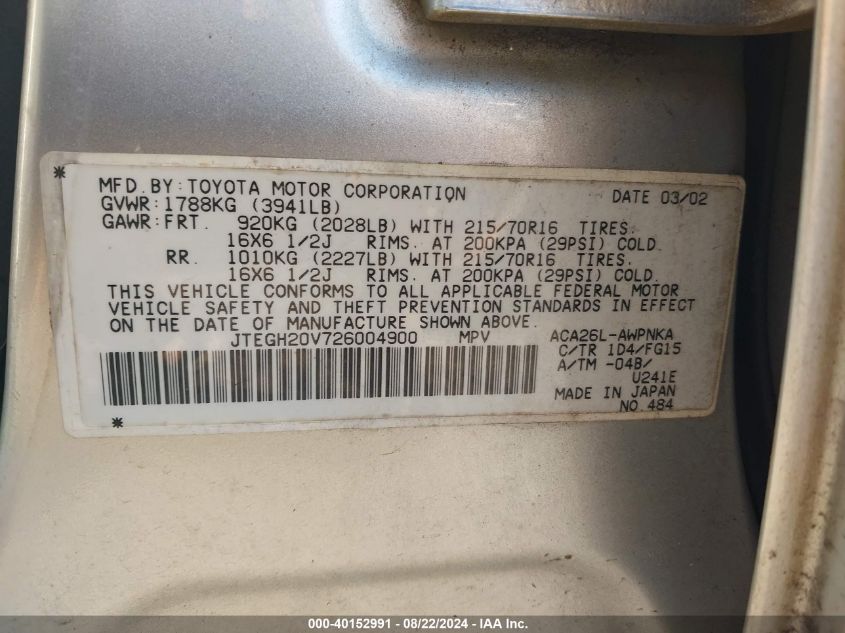 MFD. BY: TOYOTA MOTOR CORPORATION DATE 03/02
GVWR: 1788KG (3941LB)
GAWR: FRT. 920KG (2028LB) WITH 215/70R16 TIRES.
16X6 1/2J RIMS. AT 200KPA (29PSI) COLD.
RR. 1010KG (2227LB) WITH 215/70R16 TIRES.
16X6 1/2J RIMS. AT 200KPA (29PSI) COLD.
THIS VEHICLE CONFORMS TO ALL APPLICABLE FEDERAL MOTOR
VEHICLE SAFETY AND THEFT PREVENTION STANDARDS IN EFFECT
ON THE DATE OF MANUFACTURE SHOWN ABOVE.
JTEGH20V726004900 MPV ACA26L-AWPNKA
C/TR 1D4/FG15
A/TM -04B/
U241E
MADE IN JAPAN
NO. 484
000-40152991 - 08/22/2024 - IAA Inc.